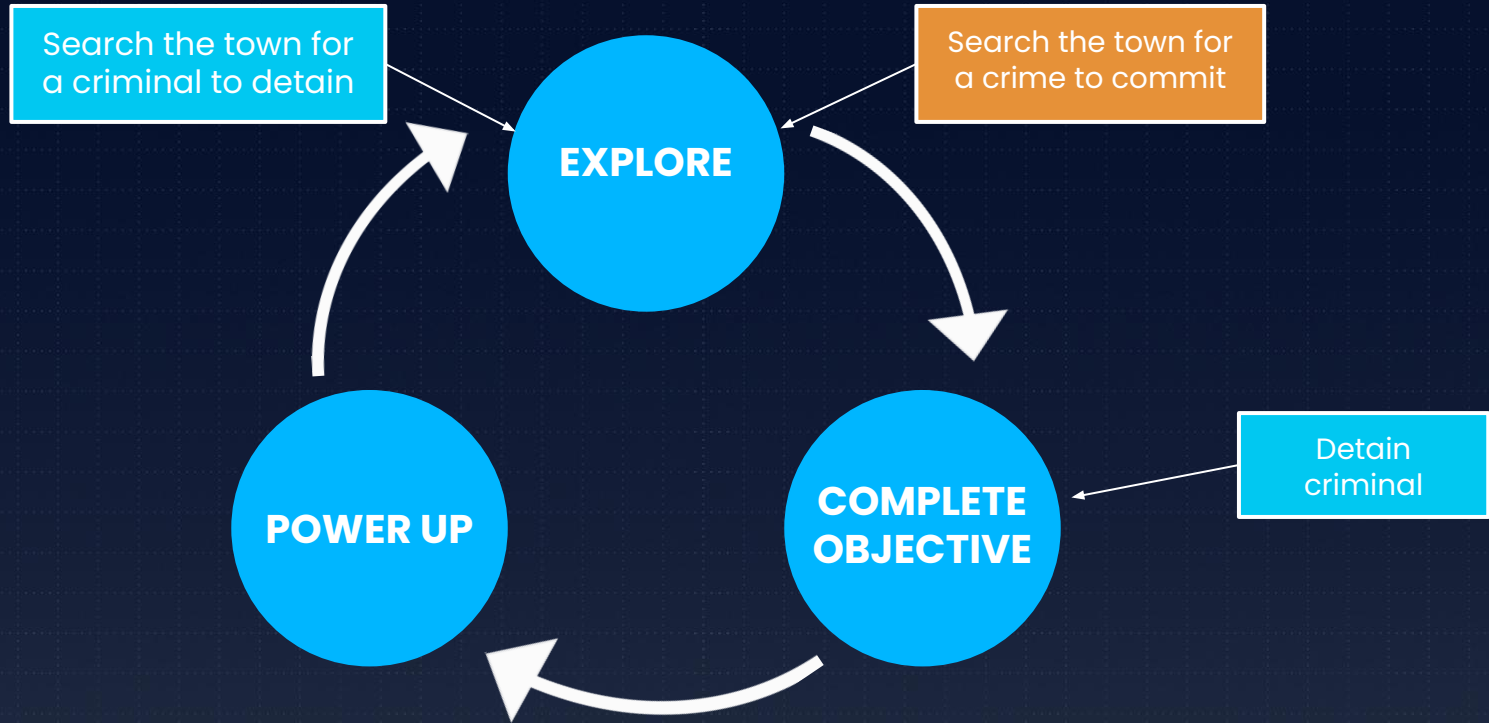 Search the town for
a criminal to detain
Search the town for
a crime to commit
EXPLORE
Detain
criminal
COMPLETE
OBJECTIVE
POWER UP